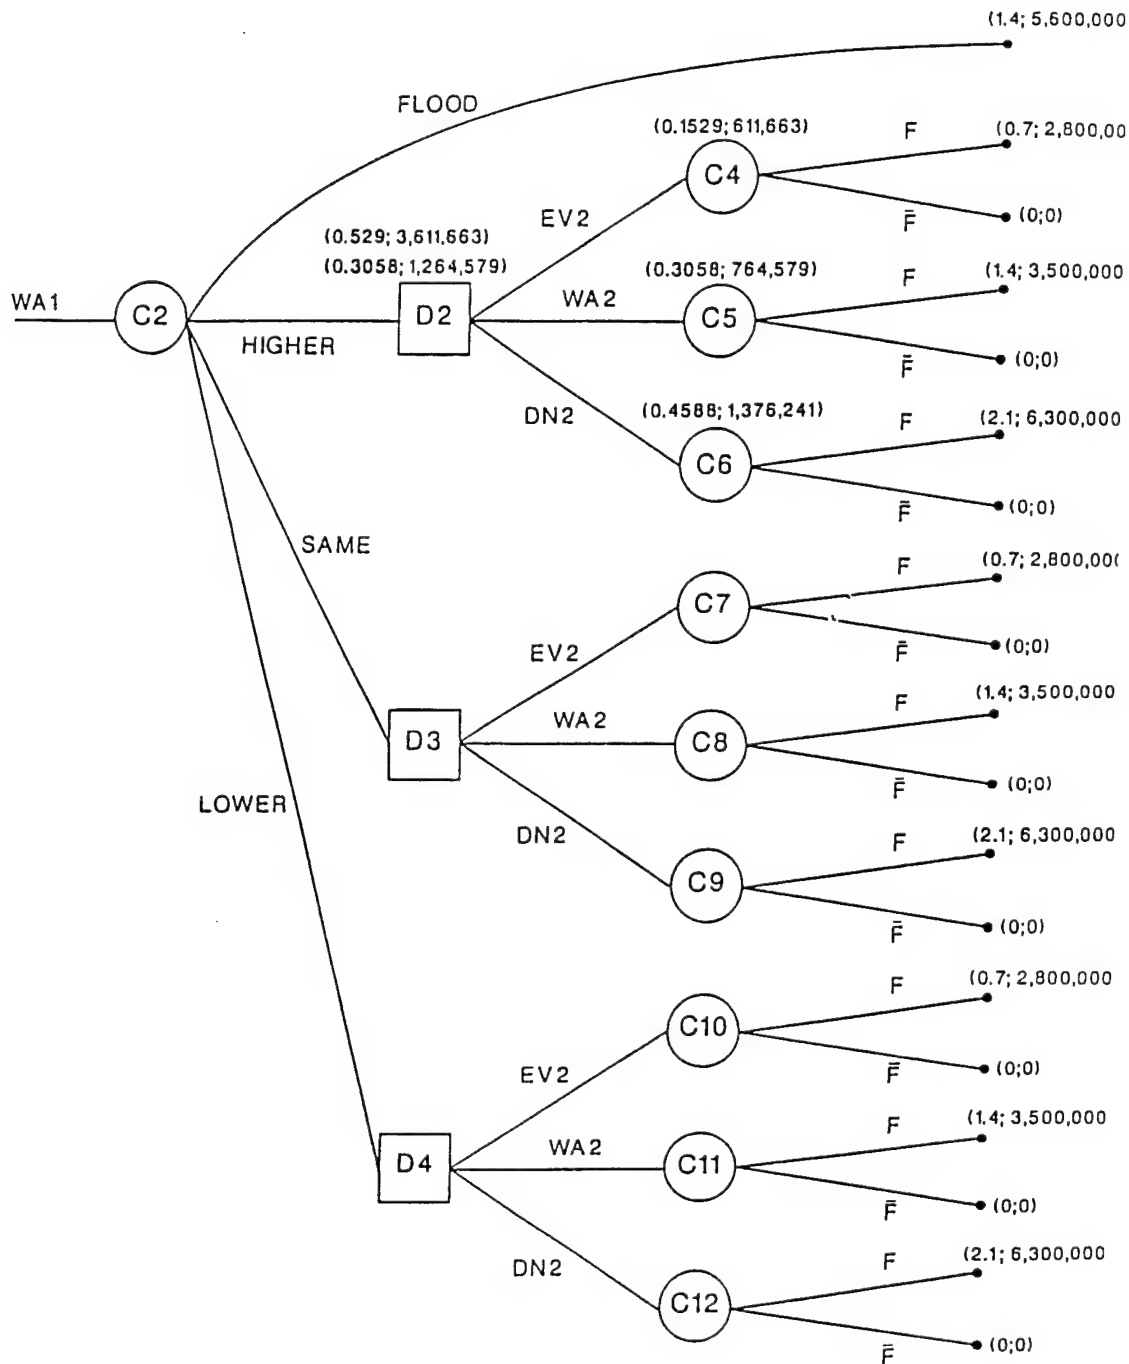 (1.4; 5,600,000
FLOOD
(0.1529; 611,663)
F
(0.7; 2,800,00
C4
EV2
F̄
(0;0)
(0.529; 3,611,663)
(0.3058; 1,264,579)
(0.3058; 764,579)
F
(1.4; 3,500,000
WA1
C2
HIGHER
D2
WA2
C5
F̄
(0;0)
DN2
(0.4588; 1,376,241)
F
(2.1; 6,300,000
C6
F̄
(0;0)
SAME
F
(0.7; 2,800,00(
C7
EV2
F̄
(0;0)
F
(1.4; 3,500,000
D3
WA2
C8
F̄
(0;0)
LOWER
DN2
F
(2.1; 6,300,000
C9
F̄
(0;0)
F
(0.7; 2,800,000
C10
EV2
F̄
(0;0)
F
(1.4; 3,500,000
D4
WA2
C11
F̄
(0;0)
DN2
F
(2.1; 6,300,000
C12
F̄
(0;0)